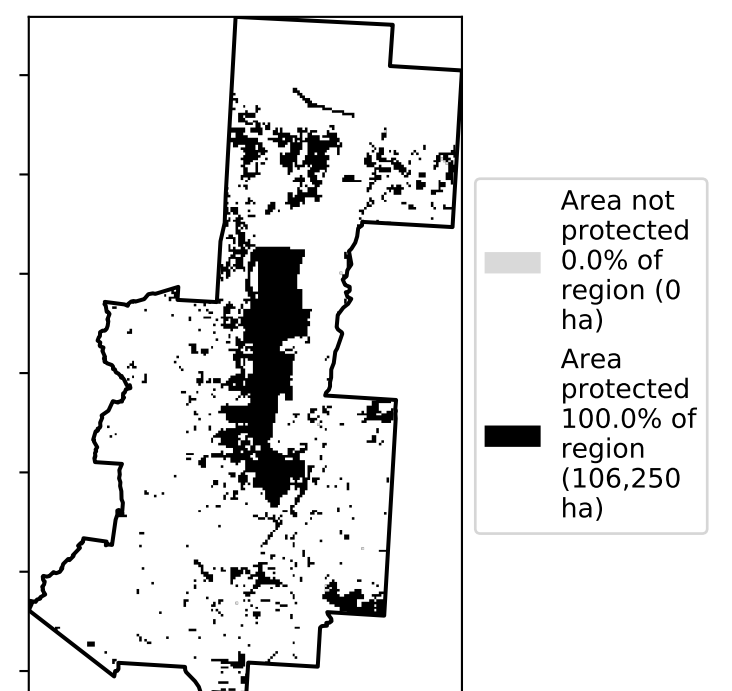 Area not
protected
0.0% of
region (0
ha)
Area
protected
100.0% of
region
(106,250
ha)